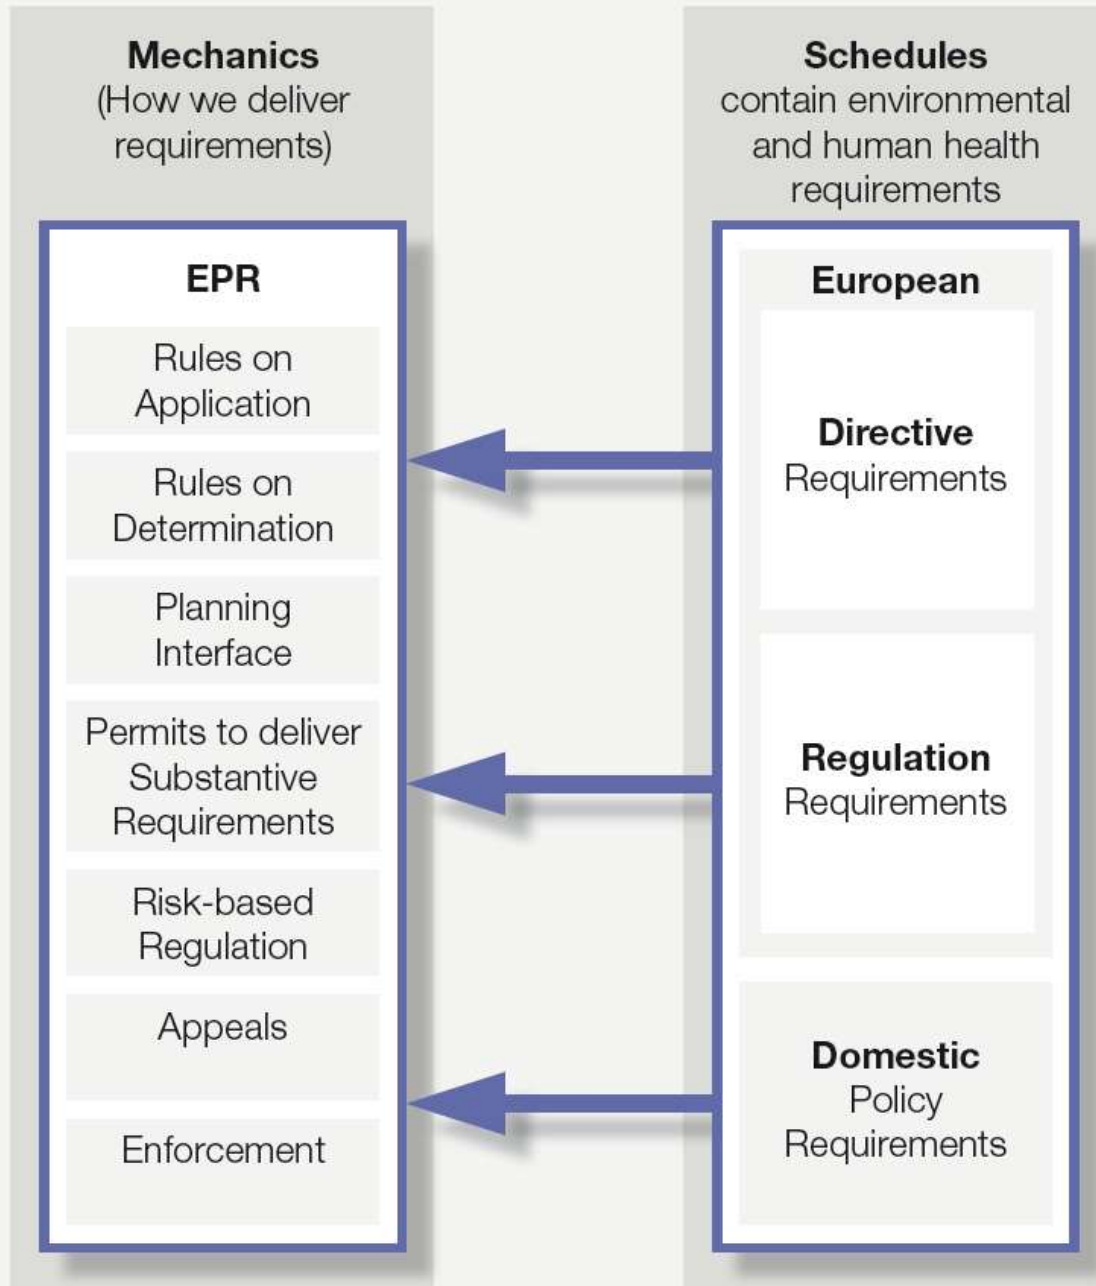 Mechanics
(How we deliver
requirements)
EPR
Rules on
Application
Rules on
Determination
Planning
Interface
Permits to deliver
Substantive
Requirements
Risk-based
Regulation
Appeals
Enforcement
Schedules
contain environmental
and human health
requirements
European
Directive
Requirements
Regulation
Requirements
Domestic
Policy
Requirements